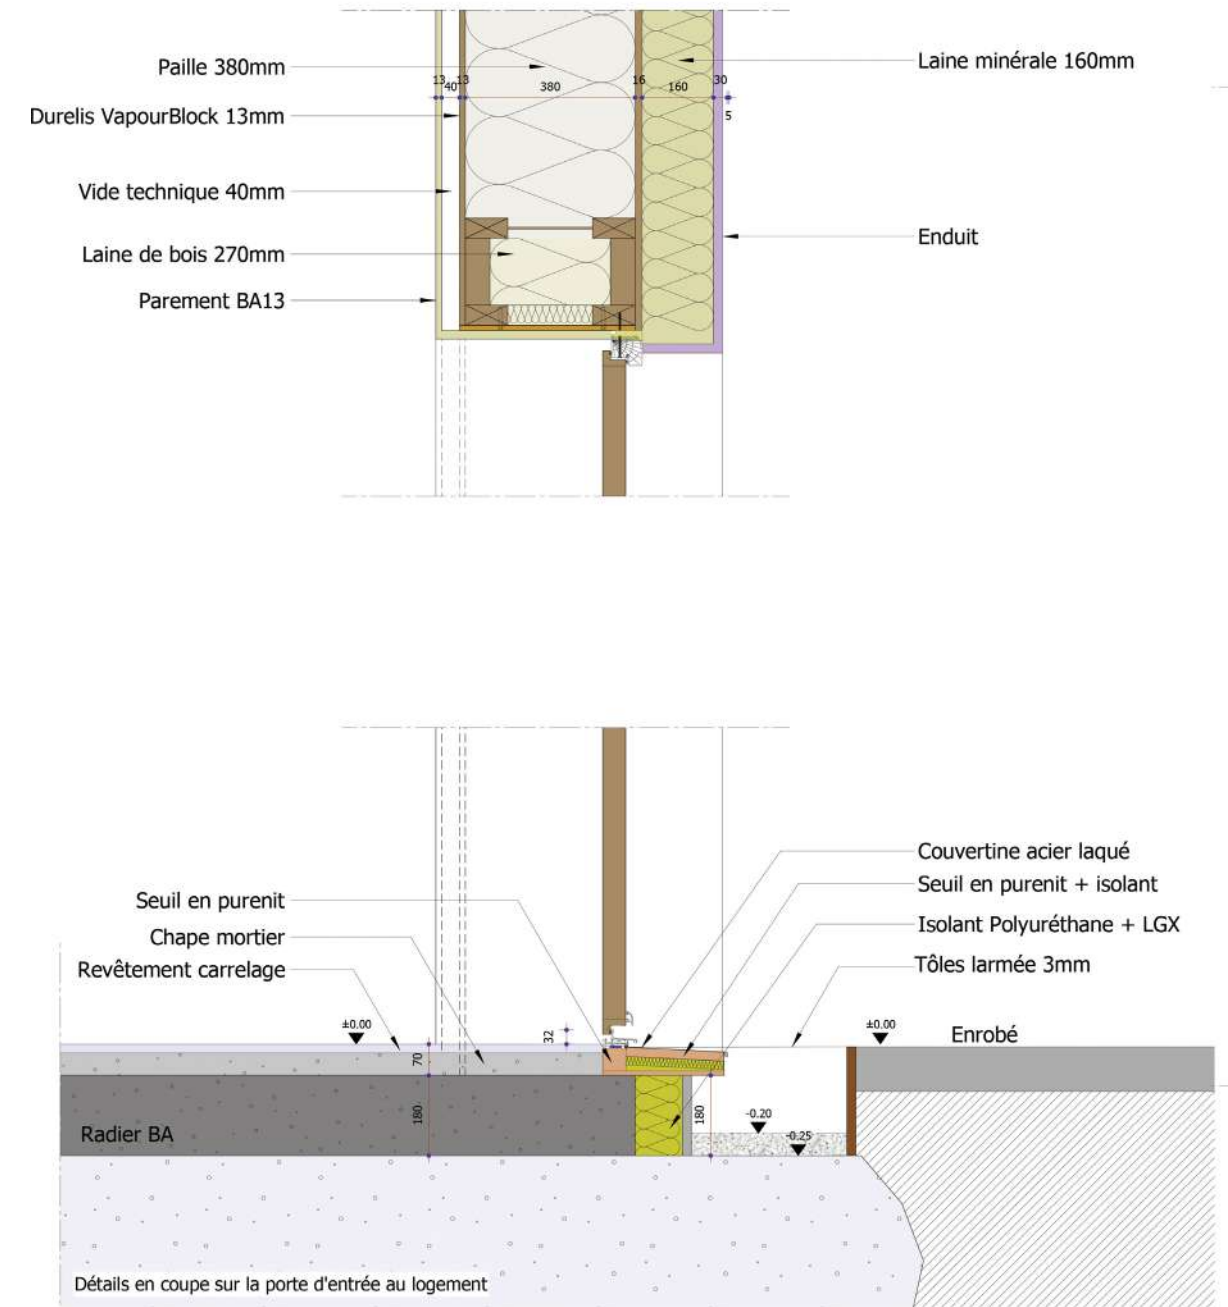 Paille 380mm
Laine minérale 160mm
13
40
13
380
16
160
30
5
Durelis VapourBlock 13mm
Vide technique 40mm
Enduit
Laine de bois 270mm
Parement BA13
Couvertine acier laqué
Seuil en purenit + isolant
Seuil en purenit
Isolant Polyuréthane + LGX
Chape mortier
Tôles larmée 3mm
Revêtement carrelage
±0.00
32
±0.00
Enrobé
70
180
180
-0.20
-0.25
Radier BA
Détails en coupe sur la porte d'entrée au logement